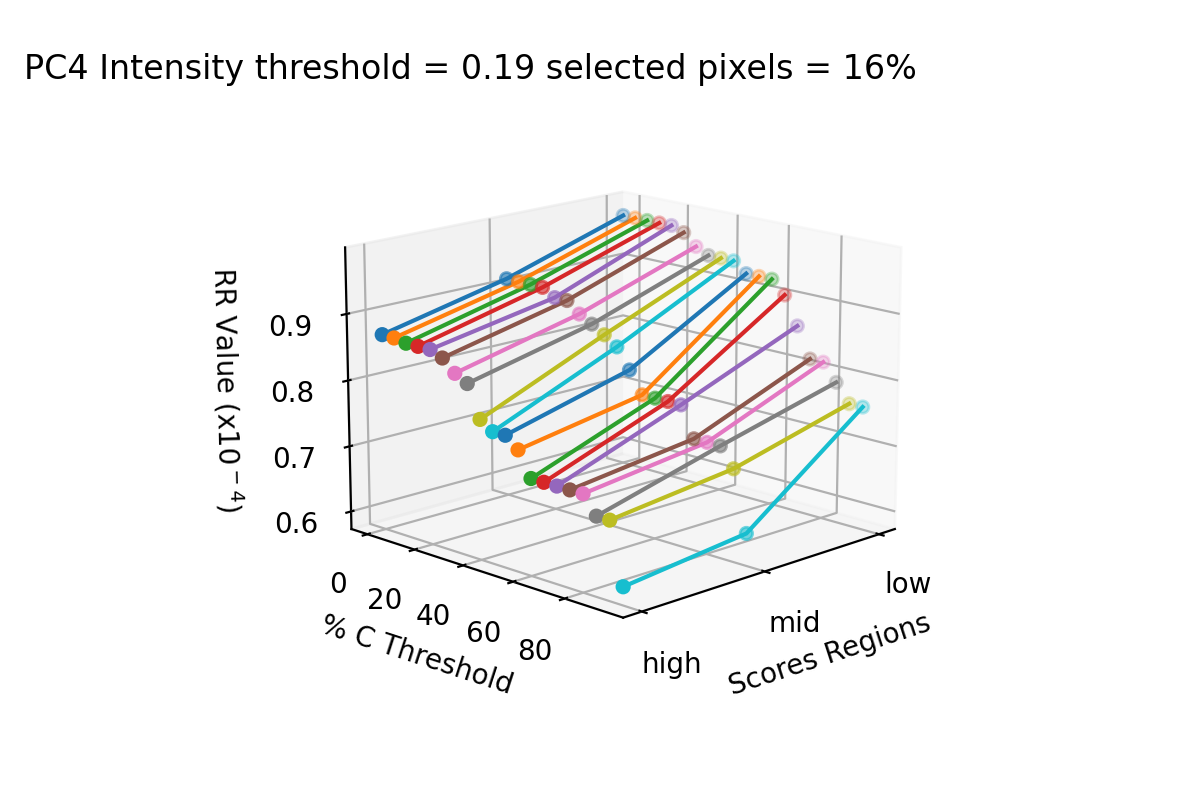 PC4 Intensity threshold = 0.19 selected pixels = 16%
RR Value (x10⁻⁴)
0.9
0.8
0.7
0.6
0
20
40
60
80
% C Threshold
high
mid
low
Scores Regions